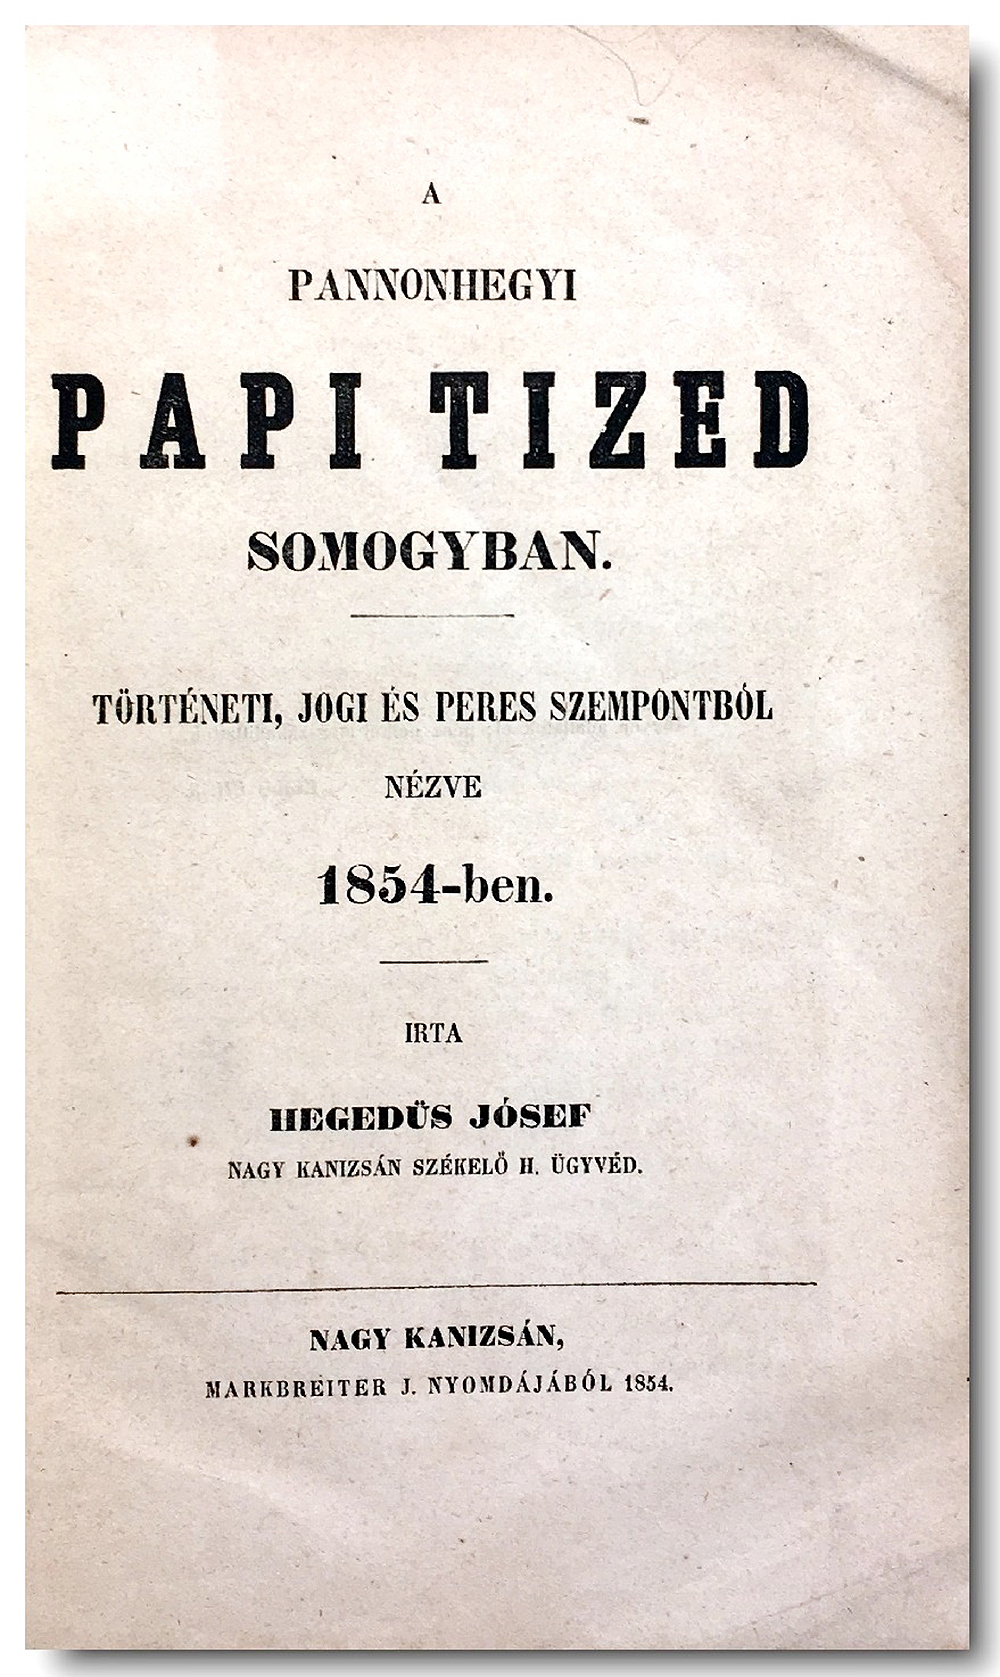 A
PANNONHEGYI
PAPI TIZED
SOMOGYBAN.
TÖRTÉNETI, JOGI ÉS PERES SZEMPONTBÓL
NÉZVE
1854-ben.
IRTA
HEGEDÜS JÓSEF
NAGY KANIZSÁN SZÉKELŐ H. ÜGYVÉD.
NAGY KANIZSÁN,
MARKBREITER J. NYOMDÁJÁBÓL 1854.